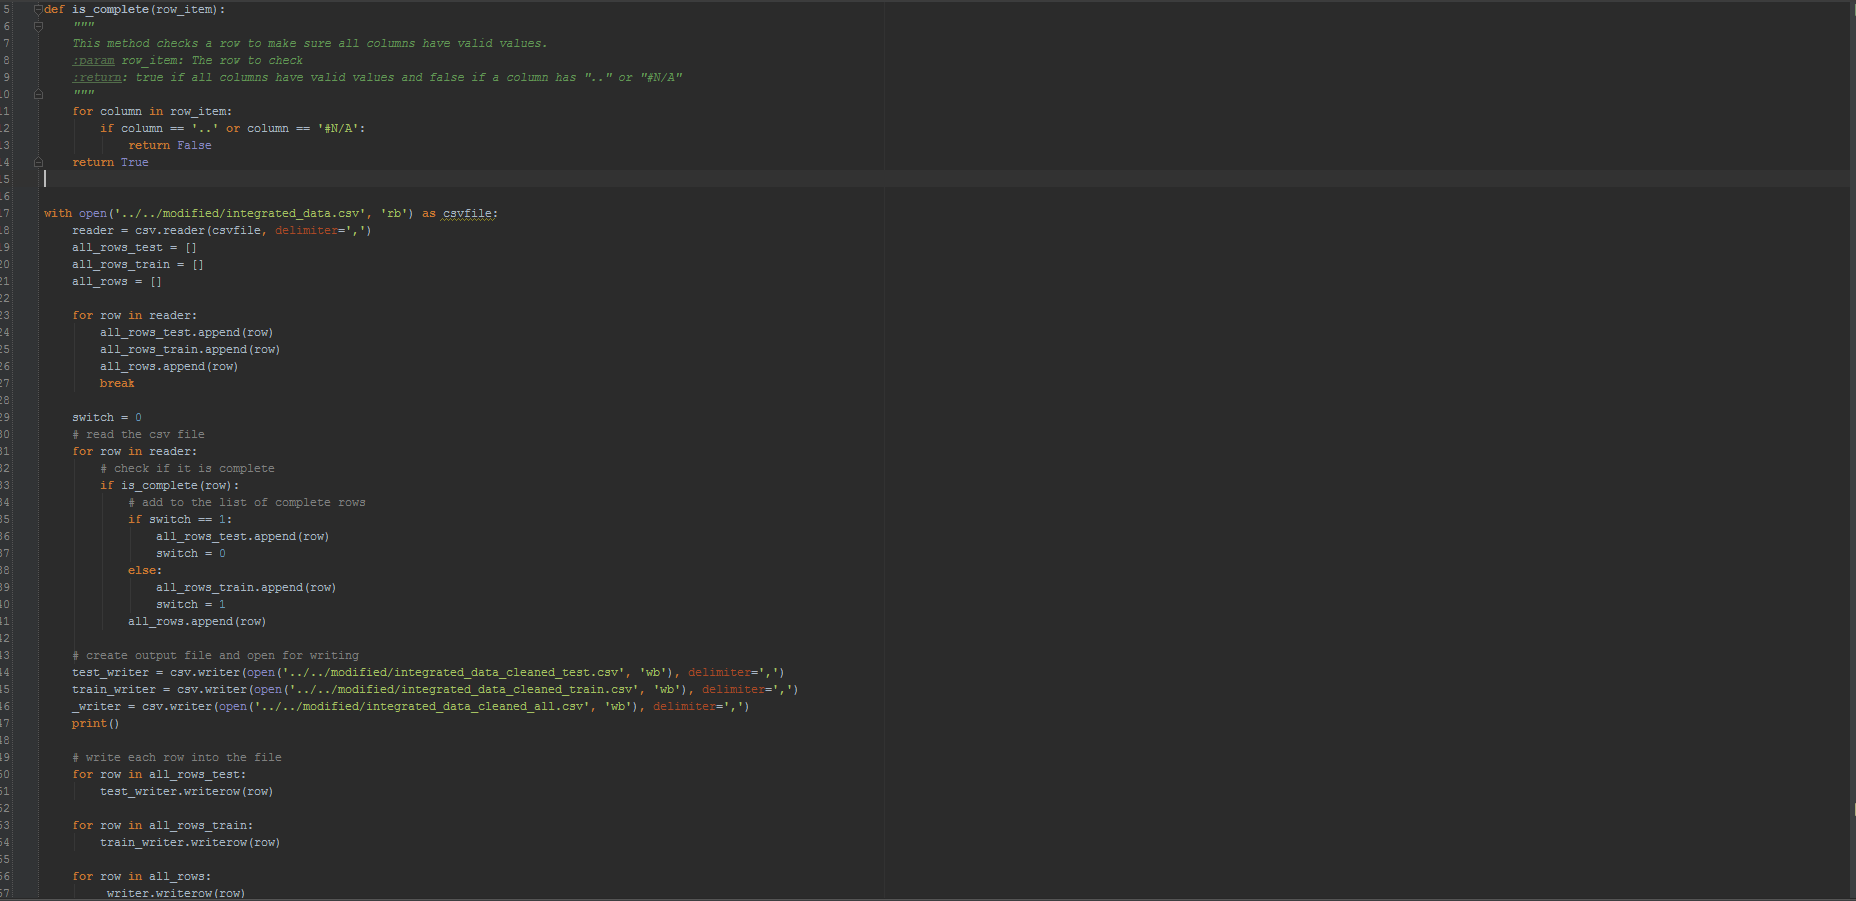 5 def is_complete(row_item):
6 """
7 This method checks a row to make sure all columns have valid values.
8 :param row_item: The row to check
9 :return: true if all columns have valid values and false if a column has ".." or "#N/A"
10 """
11 for column in row_item:
12 if column == '..' or column == '#N/A':
13 return False
14 return True
15
16
17 with open('../../modified/integrated_data.csv', 'rb') as csvfile:
18 reader = csv.reader(csvfile, delimiter=',')
19 all_rows_test = []
20 all_rows_train = []
21 all_rows = []
22
23 for row in reader:
24 all_rows_test.append(row)
25 all_rows_train.append(row)
26 all_rows.append(row)
27 break
28
29 switch = 0
30 # read the csv file
31 for row in reader:
32 # check if it is complete
33 if is_complete(row):
34 # add to the list of complete rows
35 if switch == 1:
36 all_rows_test.append(row)
37 switch = 0
38 else:
39 all_rows_train.append(row)
40 switch = 1
41 all_rows.append(row)
42
43 # create output file and open for writing
44 test_writer = csv.writer(open('../../modified/integrated_data_cleaned_test.csv', 'wb'), delimiter=',')
45 train_writer = csv.writer(open('../../modified/integrated_data_cleaned_train.csv', 'wb'), delimiter=',')
46 _writer = csv.writer(open('../../modified/integrated_data_cleaned_all.csv', 'wb'), delimiter=',')
47 print()
48
49 # write each row into the file
50 for row in all_rows_test:
51 test_writer.writerow(row)
52
53 for row in all_rows_train:
54 train_writer.writerow(row)
55
56 for row in all_rows:
57 _writer.writerow(row)